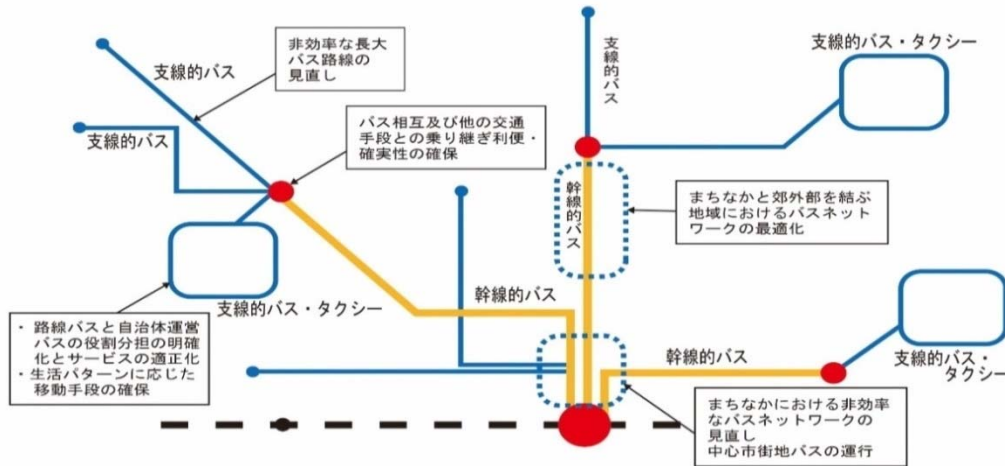 支線的バス
非効率な長大
バス路線の
見直し
支線的バス
支線的バス・タクシー
支線的バス
バス相互及び他の交通
手段との乗り継ぎ利便・
確実性の確保
幹線的バス
まちなかと郊外部を結ぶ
地域におけるバスネット
ワークの最適化
支線的バス・タクシー
幹線的バス
・ 路線バスと自治体運営
バスの役割分担の明確
化とサービスの適正化
・生活パターンに応じた
移動手段の確保
幹線的バス
支線的バス・
タクシー
まちなかにおける非効率
なバスネットワークの
見直し
中心市街地バスの運行